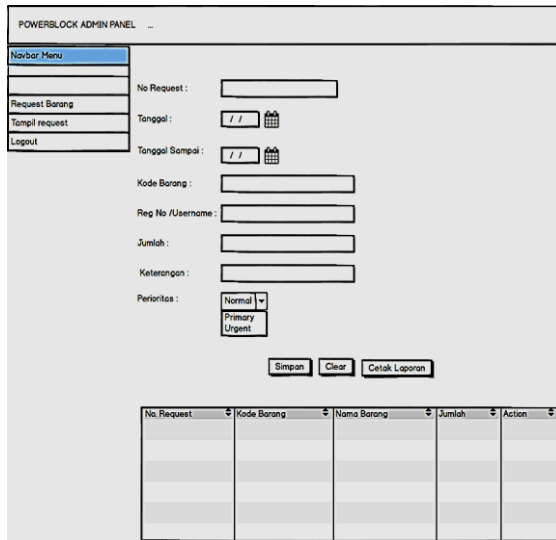 POWERBLOCK ADMIN PANEL ...
Navbar Menu
Request Barang
Tampil request
Logout
No Request :
Tanggal : / /
Tanggal Sampai : / /
Kode Barang :
Reg No /Username :
Jumlah :
Keterangan :
Perioritas : Normal
Primary
Urgent
Simpan Clear Cetak Laporan
No. Request Kode Barang Nama Barang Jumlah Action